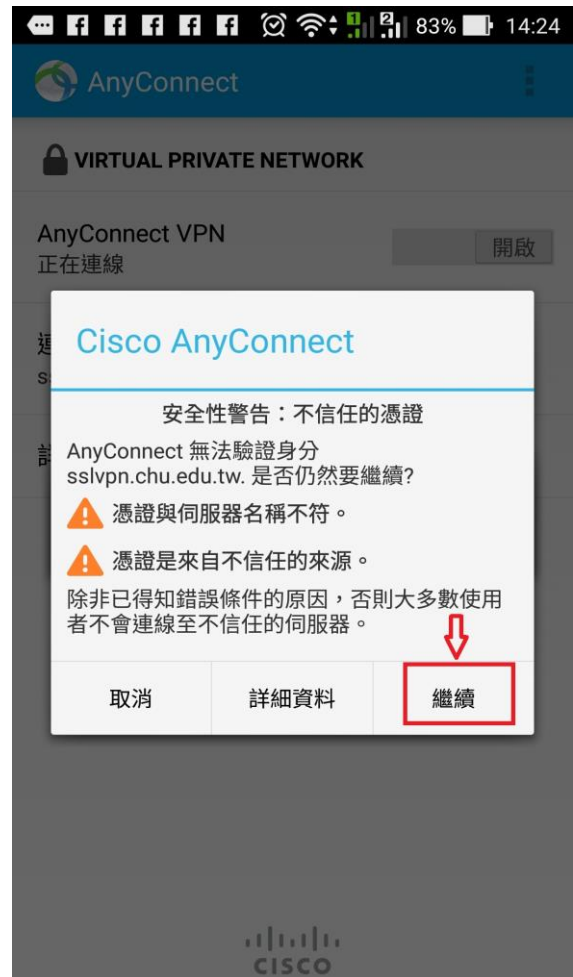 83% 14:24
AnyConnect
VIRTUAL PRIVATE NETWORK
AnyConnect VPN
正在連線
開啟
Cisco AnyConnect
安全性警告：不信任的憑證
AnyConnect 無法驗證身分
sslvpn.chu.edu.tw. 是否仍然要繼續?
憑證與伺服器名稱不符。
憑證是來自不信任的來源。
除非已得知錯誤條件的原因，否則大多數使用
者不會連線至不信任的伺服器。
取消 詳細資料 繼續
CISCO